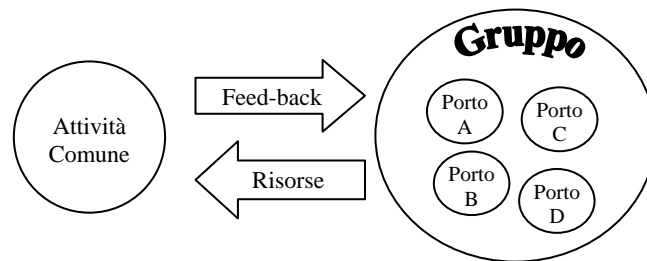 Gruppo
Attività
Comune
Feed-back
Risorse
Porto
A
Porto
C
Porto
B
Porto
D